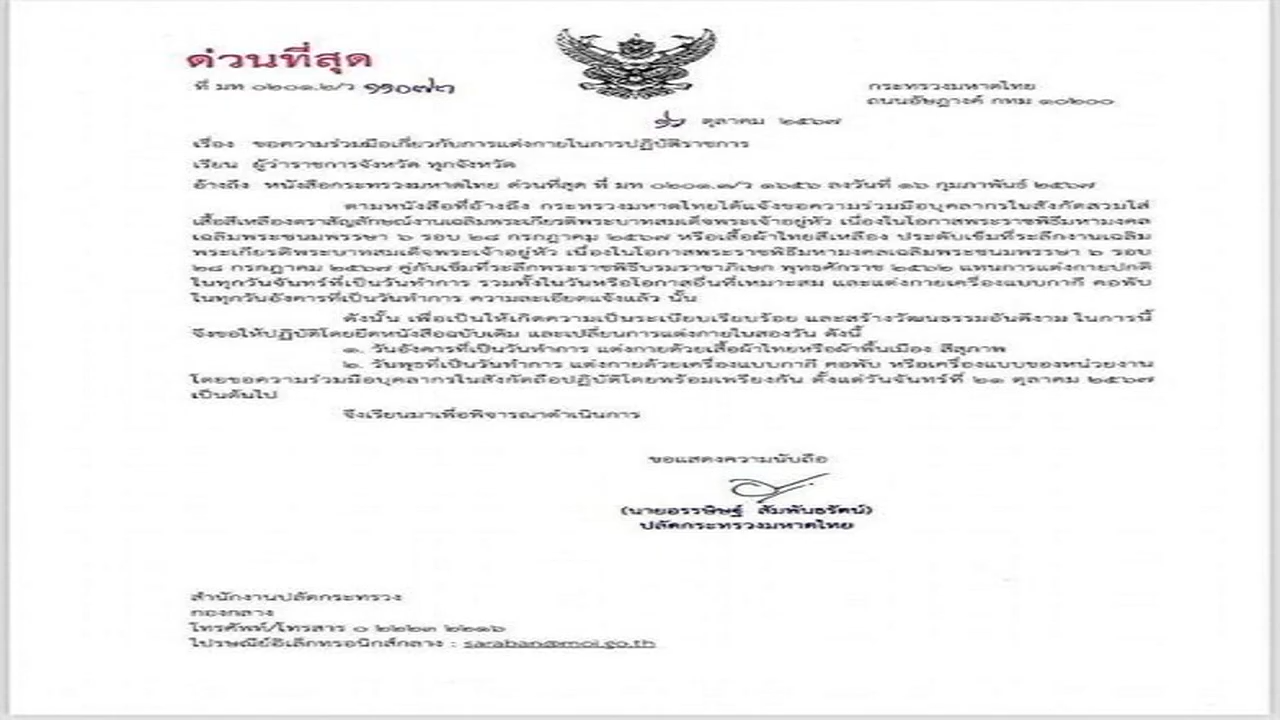 ด่วนที่สุด
ที่ มท ๐๒๐๑.๒/ว
กระทรวงมหาดไทย
ถนนอัษฎางค์ กทม ๑๐๒๐๐
ตุลาคม ๒๕๖๗
เรื่อง ขอความร่วมมือเกี่ยวกับการแต่งกายในการปฏิบัติราชการ
เรียน ผู้ว่าราชการจังหวัด ทุกจังหวัด
อ้างถึง หนังสือกระทรวงมหาดไทย ด่วนที่สุด ที่ มท ๐๒๐๑.๓/ว ๑๖๕๖ ลงวันที่ ๑๖ กุมภาพันธ์ ๒๕๖๗
ตามหนังสือที่อ้างถึง กระทรวงมหาดไทยได้แจ้งขอความร่วมมือบุคลากรในสังกัดสวมใส่
เสื้อสีเหลืองตราสัญลักษณ์งานเฉลิมพระเกียรติพระบาทสมเด็จพระเจ้าอยู่หัว เนื่องในโอกาสพระราชพิธีมหามงคล
เฉลิมพระชนมพรรษา ๖ รอบ ๒๘ กรกฎาคม ๒๕๖๗ หรือเสื้อผ้าไทยสีเหลือง ประดับเข็มที่ระลึกงานเฉลิม
พระเกียรติพระบาทสมเด็จพระเจ้าอยู่หัว เนื่องในโอกาสพระราชพิธีมหามงคลเฉลิมพระชนมพรรษา ๖ รอบ
๒๘ กรกฎาคม ๒๕๖๗ คู่กับเข็มที่ระลึกพระราชพิธีบรมราชาภิเษก พุทธศักราช ๒๕๖๒ แทนการแต่งกายปกติ
ในทุกวันจันทร์ที่เป็นวันทำการ รวมทั้งในวันหรือโอกาสอื่นที่เหมาะสม และแต่งกายเครื่องแบบกากี คอพับ
ในทุกวันอังคารที่เป็นวันทำการ ความละเอียดแจ้งแล้ว นั้น
ดังนั้น เพื่อเป็นให้เกิดความเป็นระเบียบเรียบร้อย และสร้างวัฒนธรรมอันดีงาม ในการนี้
จึงขอให้ปฏิบัติโดยยึดหนังสือฉบับเดิม และเปลี่ยนการแต่งกายในสองวัน ดังนี้
๑. วันอังคารที่เป็นวันทำการ แต่งกายด้วยเสื้อผ้าไทยหรือผ้าพื้นเมือง สีสุภาพ
๒. วันพุธที่เป็นวันทำการ แต่งกายด้วยเครื่องแบบกากี คอพับ หรือเครื่องแบบของหน่วยงาน
โดยขอความร่วมมือบุคลากรในสังกัดถือปฏิบัติโดยพร้อมเพรียงกัน ตั้งแต่วันจันทร์ที่ ๒๑ ตุลาคม ๒๕๖๗
เป็นต้นไป
จึงเรียนมาเพื่อพิจารณาดำเนินการ
ขอแสดงความนับถือ
(นายอรรษิษฐ์ สัมพันธรัตน์)
ปลัดกระทรวงมหาดไทย
สำนักงานปลัดกระทรวง
กองกลาง
โทรศัพท์/โทรสาร ๐ ๒๒๒๓ ๒๒๑๖
ไปรษณีย์อิเล็กทรอนิกส์กลาง : saraban@moi.go.th